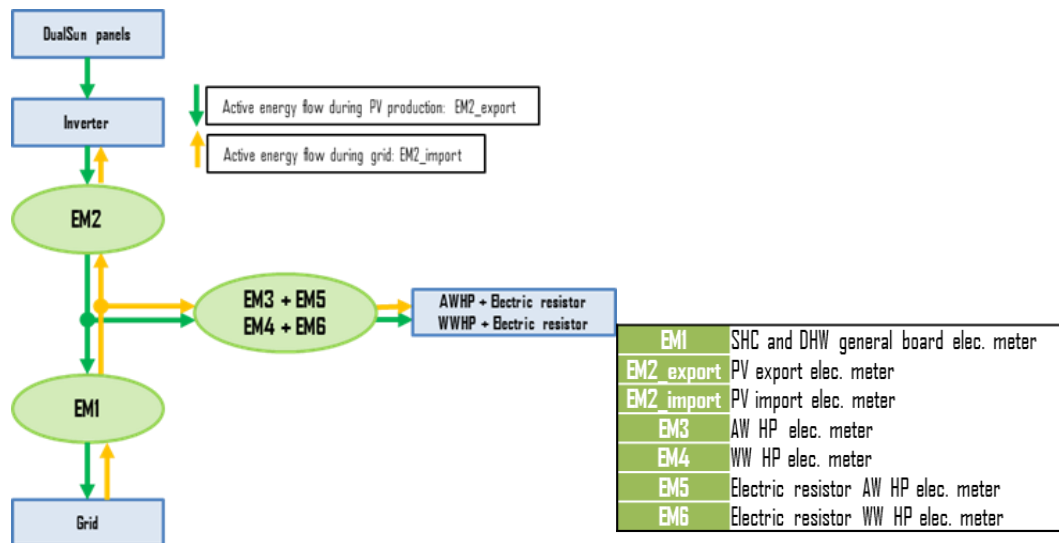 DualSun panels
Inverter
Active energy flow during PV production: EM2_export
Active energy flow during grid: EM2_import
EM2
EM3 + EM5
EM4 + EM6
AWHP + Electric resistor
WWHP + Electric resistor
EM1
Grid
EM1 SHC and DHW general board elec. meter
EM2_export PV export elec. meter
EM2_import PV import elec. meter
EM3 AW HP elec. meter
EM4 WW HP elec. meter
EM5 Electric resistor AW HP elec. meter
EM6 Electric resistor WW HP elec. meter